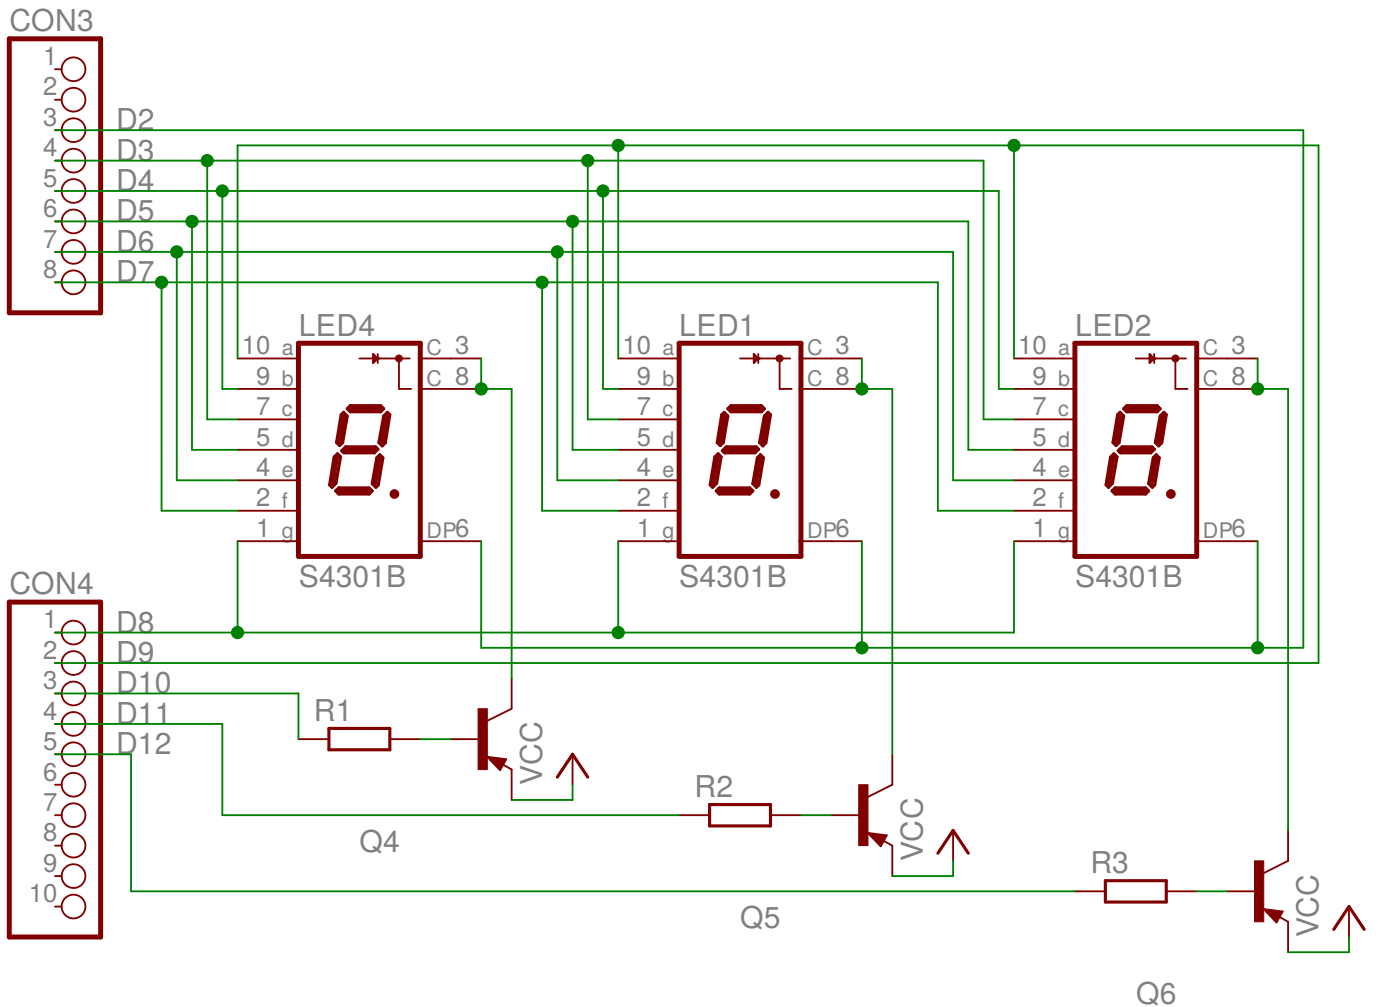 CON3
1
2
3 D2
4 D3
5 D4
6 D5
7 D6
8 D7
LED4 LED1 LED2
10 a C 3 10 a C 3 10 a C 3
9 b C 8 9 b C 8 9 b C 8
7 c 7 c 7 c
5 d 5 d 5 d
4 e 4 e 4 e
2 f 2 f 2 f
1 g DP6 1 g DP6 1 g DP6
S4301B S4301B S4301B
CON4
1 D8
2 D9
3 D10
4 D11
5 D12
6
7
8
9
10
R1 VCC
Q4
R2 VCC
Q5
R3 VCC
Q6